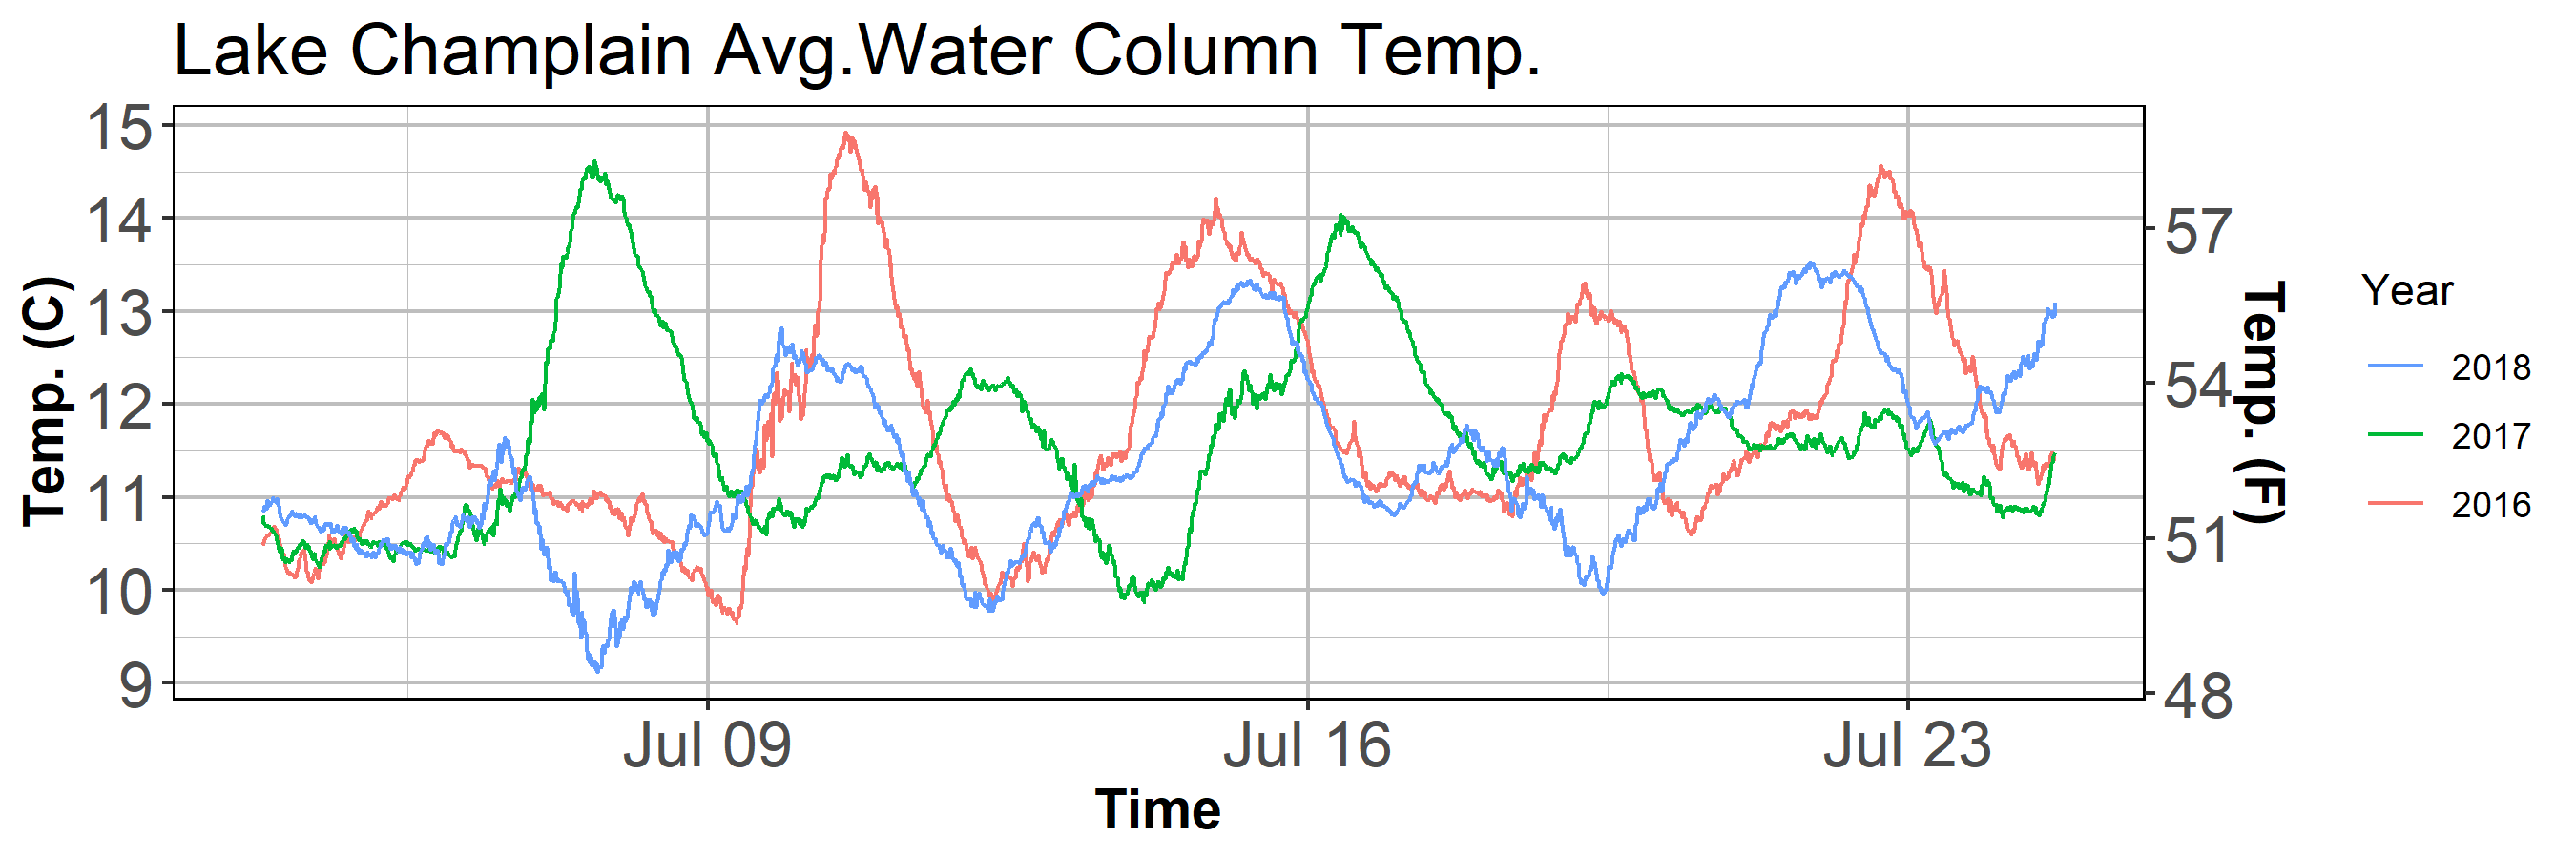 Lake Champlain Avg.Water Column Temp.
15
14
13
12
11
10
9
Temp. (C)
57
54
51
48
Temp. (F)
Jul 09
Jul 16
Jul 23
Time
Year
2018
2017
2016